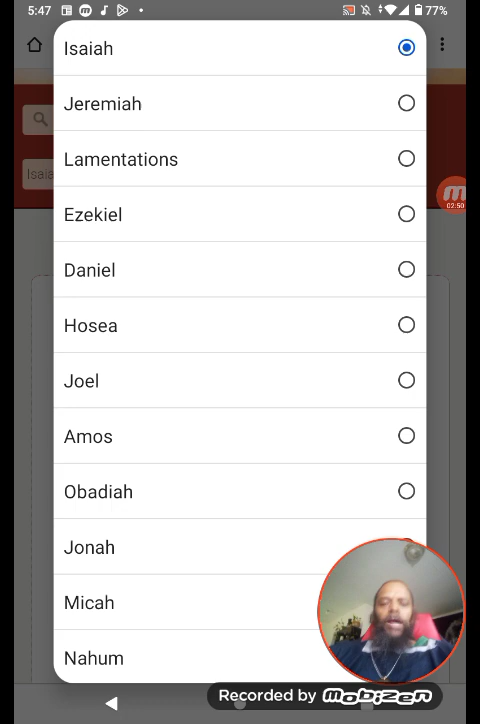 5:47
77%
Isaiah
Jeremiah
Lamentations
Isaia
Ezekiel
02:50
Daniel
Hosea
Joel
Amos
Obadiah
Jonah
Micah
Nahum
Recorded by mobizen